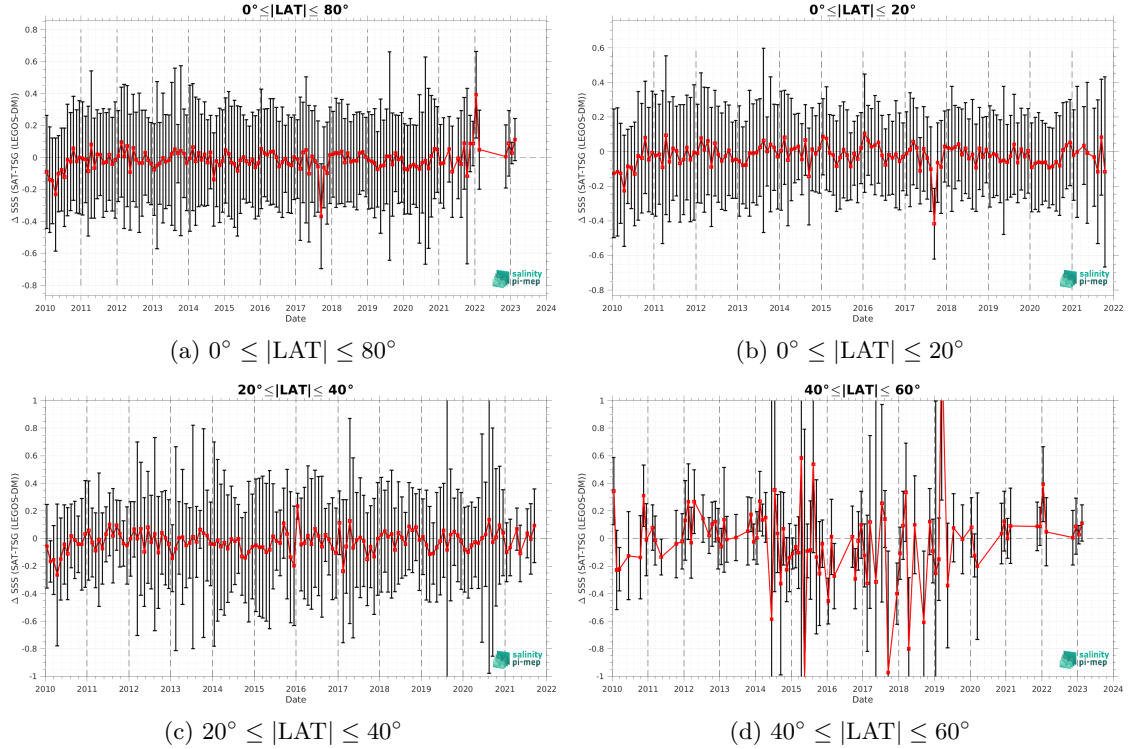 0°≤|LAT|≤ 80°
0.8
0.6
0.4
0.2
0
-0.2
-0.4
-0.6
-0.8
Δ SSS (SAT-TSG (LEGOS-DM))
2010 2011 2012 2013 2014 2015 2016 2017 2018 2019 2020 2021 2022 2023 2024
Date
salinity
pi-mep
(a) 0° ≤ |LAT| ≤ 80°
0°≤|LAT|≤ 20°
0.6
0.4
0.2
0
-0.2
-0.4
-0.6
-0.8
Δ SSS (SAT-TSG (LEGOS-DM))
2010 2011 2012 2013 2014 2015 2016 2017 2018 2019 2020 2021 2022
Date
salinity
pi-mep
(b) 0° ≤ |LAT| ≤ 20°
20°≤|LAT|≤ 40°
1
0.8
0.6
0.4
0.2
0
-0.2
-0.4
-0.6
-0.8
-1
Δ SSS (SAT-TSG (LEGOS-DM))
2010 2011 2012 2013 2014 2015 2016 2017 2018 2019 2020 2021 2022
Date
salinity
pi-mep
(c) 20° ≤ |LAT| ≤ 40°
40°≤|LAT|≤ 60°
1
0.8
0.6
0.4
0.2
0
-0.2
-0.4
-0.6
-0.8
-1
Δ SSS (SAT-TSG (LEGOS-DM))
2010 2011 2012 2013 2014 2015 2016 2017 2018 2019 2020 2021 2022 2023 2024
Date
salinity
pi-mep
(d) 40° ≤ |LAT| ≤ 60°